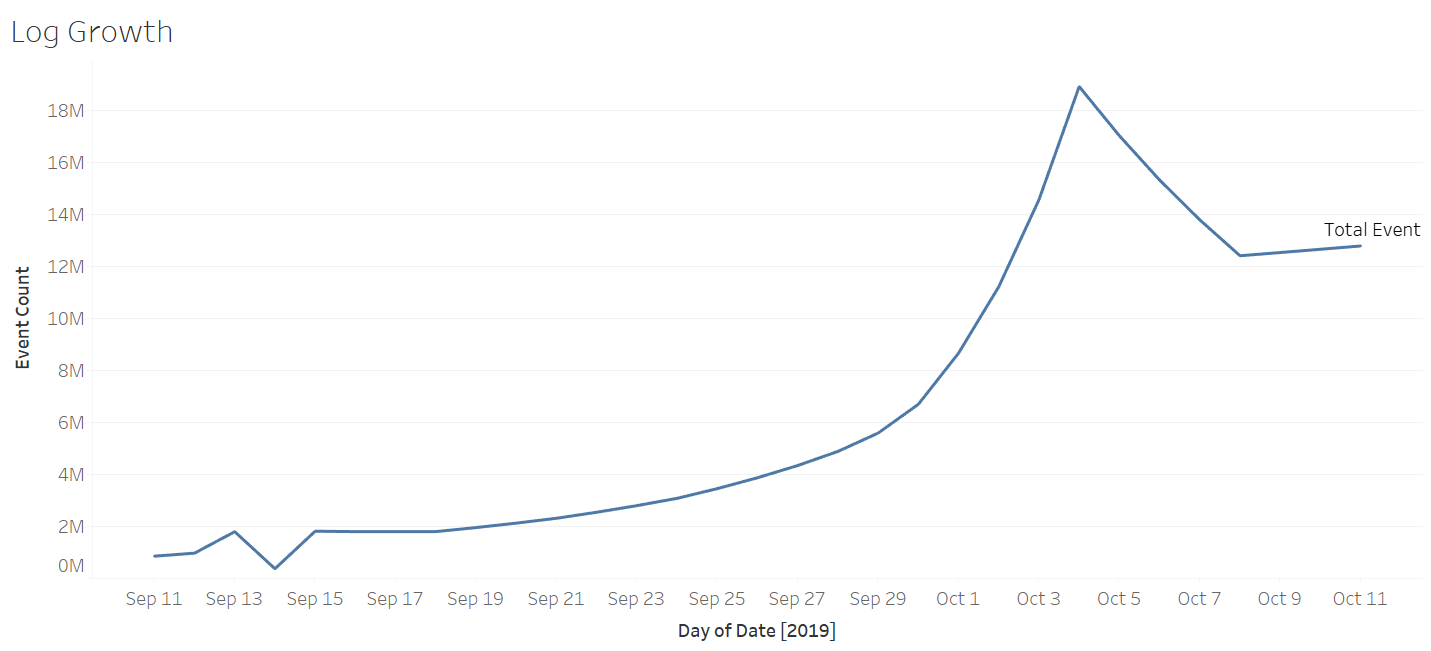 Log Growth
18M
16M
14M
12M
10M
8M
6M
4M
2M
0M
Event Count
Total Event
Sep 11 Sep 13 Sep 15 Sep 17 Sep 19 Sep 21 Sep 23 Sep 25 Sep 27 Sep 29 Oct 1 Oct 3 Oct 5 Oct 7 Oct 9 Oct 11
Day of Date [2019]